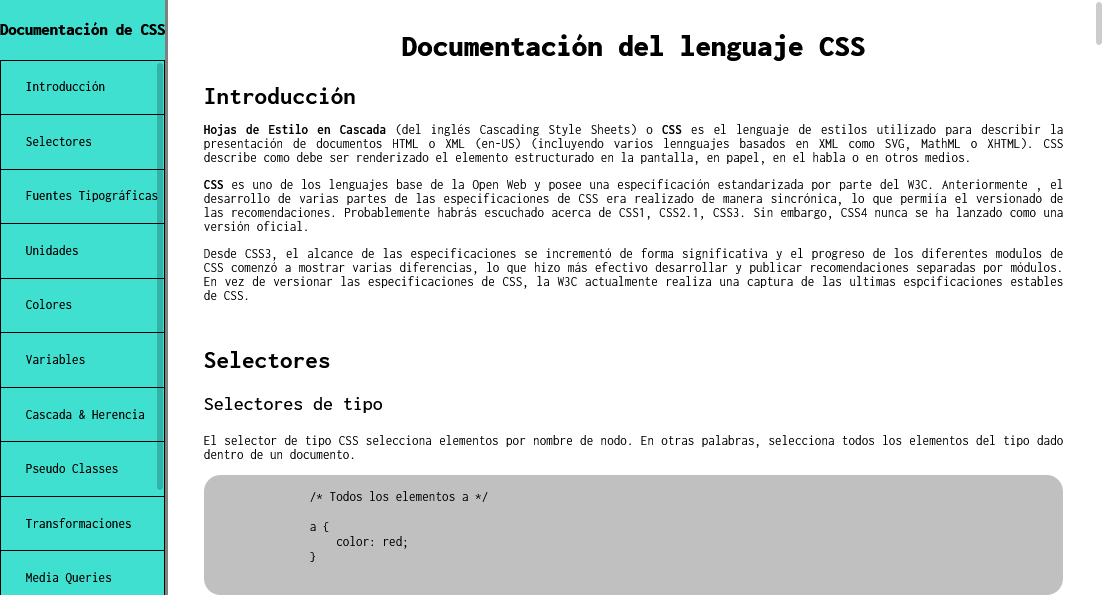 Documentación de CSS
Introducción
Selectores
Fuentes Tipográficas
Unidades
Colores
Variables
Cascada & Herencia
Pseudo Classes
Transformaciones
Media Queries
Documentación del lenguaje CSS
Introducción
Hojas de Estilo en Cascada (del inglés Cascading Style Sheets) o CSS es el lenguaje de estilos utilizado para describir la
presentación de documentos HTML o XML (en-US) (incluyendo varios lennguajes basados en XML como SVG, MathML o XHTML). CSS
describe como debe ser renderizado el elemento estructurado en la pantalla, en papel, en el habla o en otros medios.
CSS es uno de los lenguajes base de la Open Web y posee una especificación estandarizada por parte del W3C. Anteriormente , el
desarrollo de varias partes de las especificaciones de CSS era realizado de manera sincrónica, lo que permiía el versionado de
las recomendaciones. Probablemente habrás escuchado acerca de CSS1, CSS2.1, CSS3. Sin embargo, CSS4 nunca se ha lanzado como una
versión oficial.
Desde CSS3, el alcance de las especificaciones se incrementó de forma significativa y el progreso de los diferentes modulos de
CSS comenzó a mostrar varias diferencias, lo que hizo más efectivo desarrollar y publicar recomendaciones separadas por módulos.
En vez de versionar las especificaciones de CSS, la W3C actualmente realiza una captura de las ultimas espcificaciones estables
de CSS.
Selectores
Selectores de tipo
El selector de tipo CSS selecciona elementos por nombre de nodo. En otras palabras, selecciona todos los elementos del tipo dado
dentro de un documento.
/* Todos los elementos a */
a {
color: red;
}